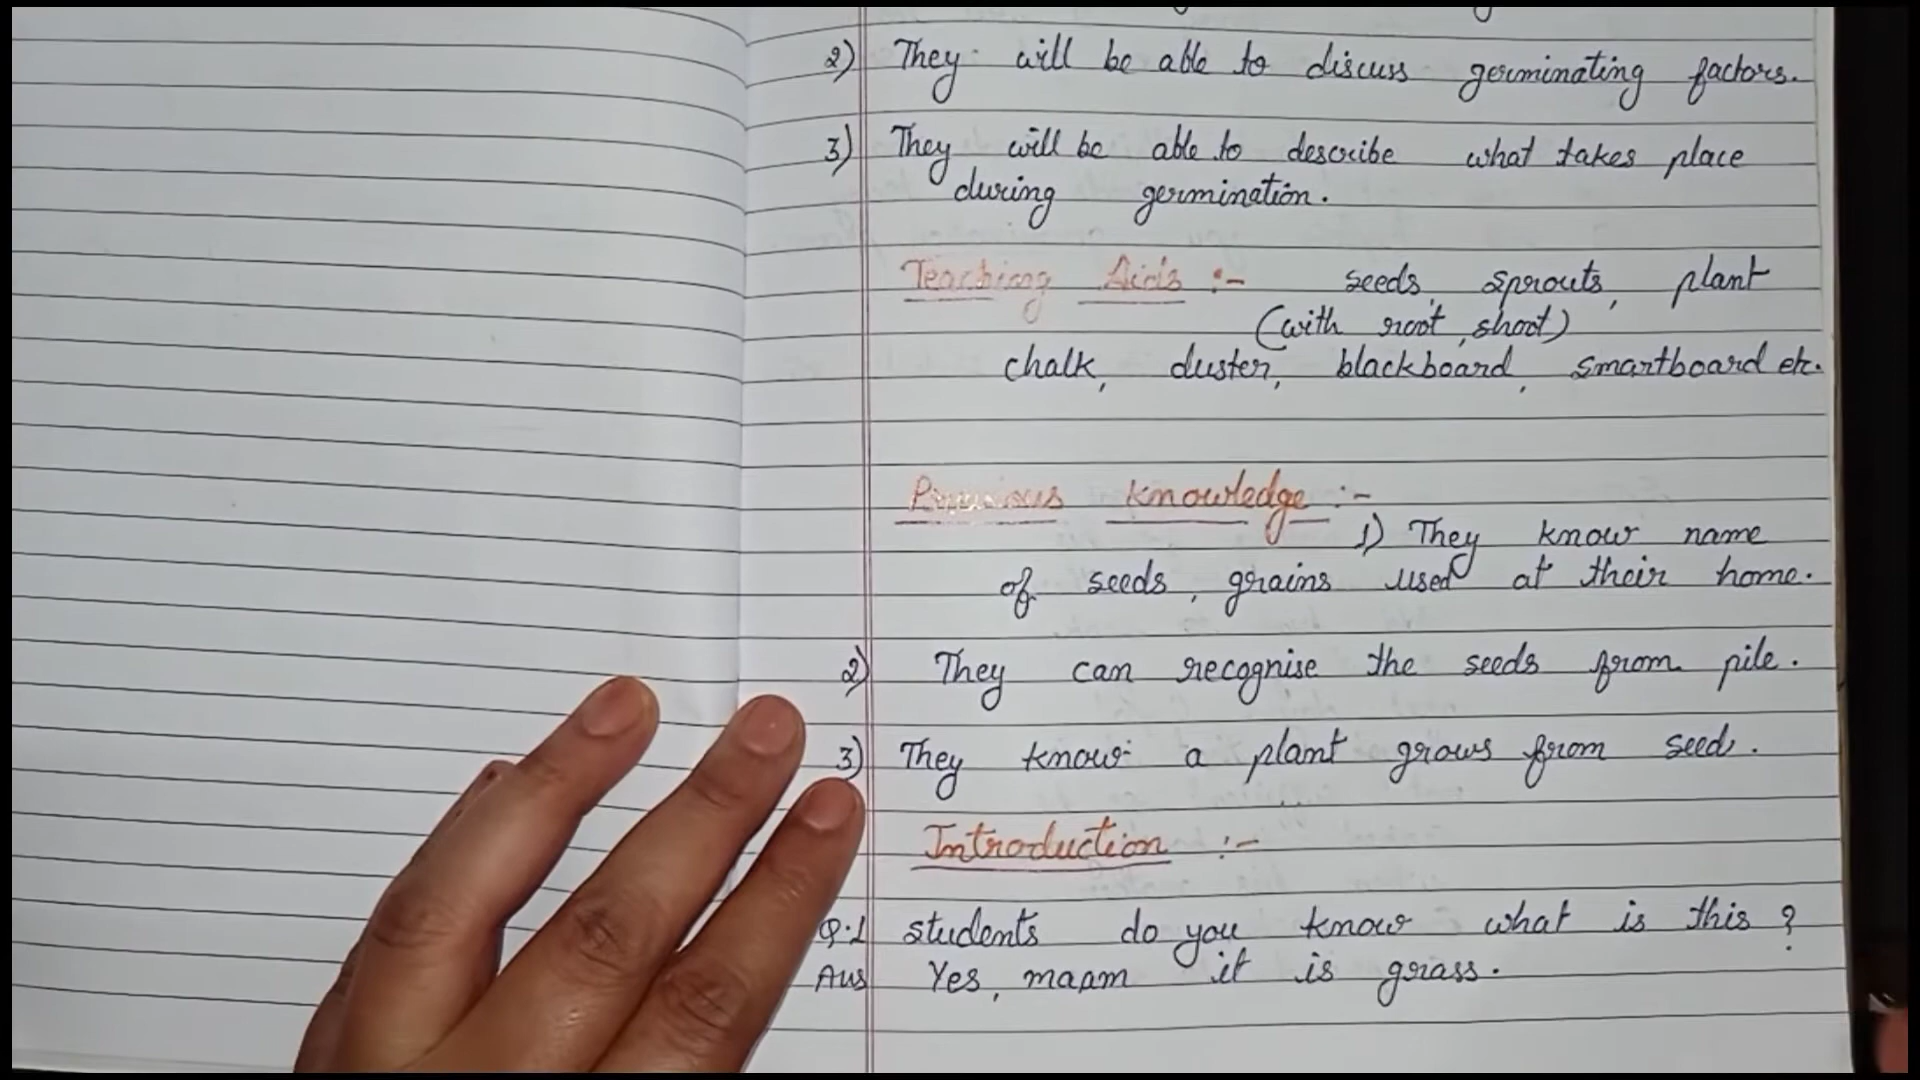 2) They will be able to discuss germinating factors.
3) They will be able to describe what takes place
during germination.
Teaching Aids :- seeds, sprouts, plant
(with root, shoot)
chalk, duster, blackboard, smartboard etc.
Previous knowledge :-
1) They know name
of seeds, grains used at their home.
2) They can recognise the seeds from pile.
3) They know a plant grows from seed.
Introduction :-
Q.1 students do you know what is this ?
Ans Yes, maam it is grass.